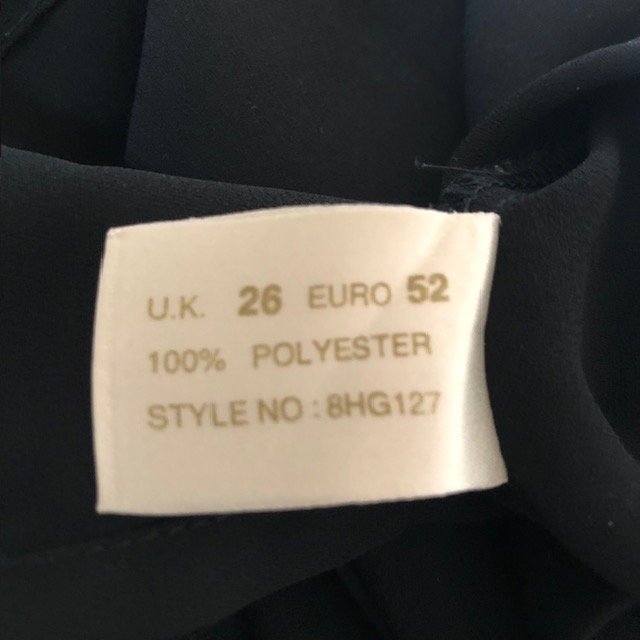 U.K. 26 EURO 52
100% POLYESTER
STYLE NO : 8HG127